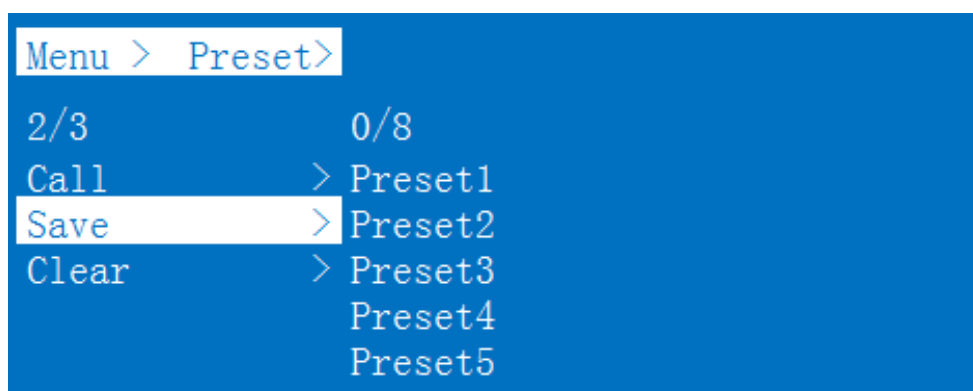 Menu > Preset>
2/3 0/8
Call > Preset1
Save > Preset2
Clear > Preset3
Preset4
Preset5